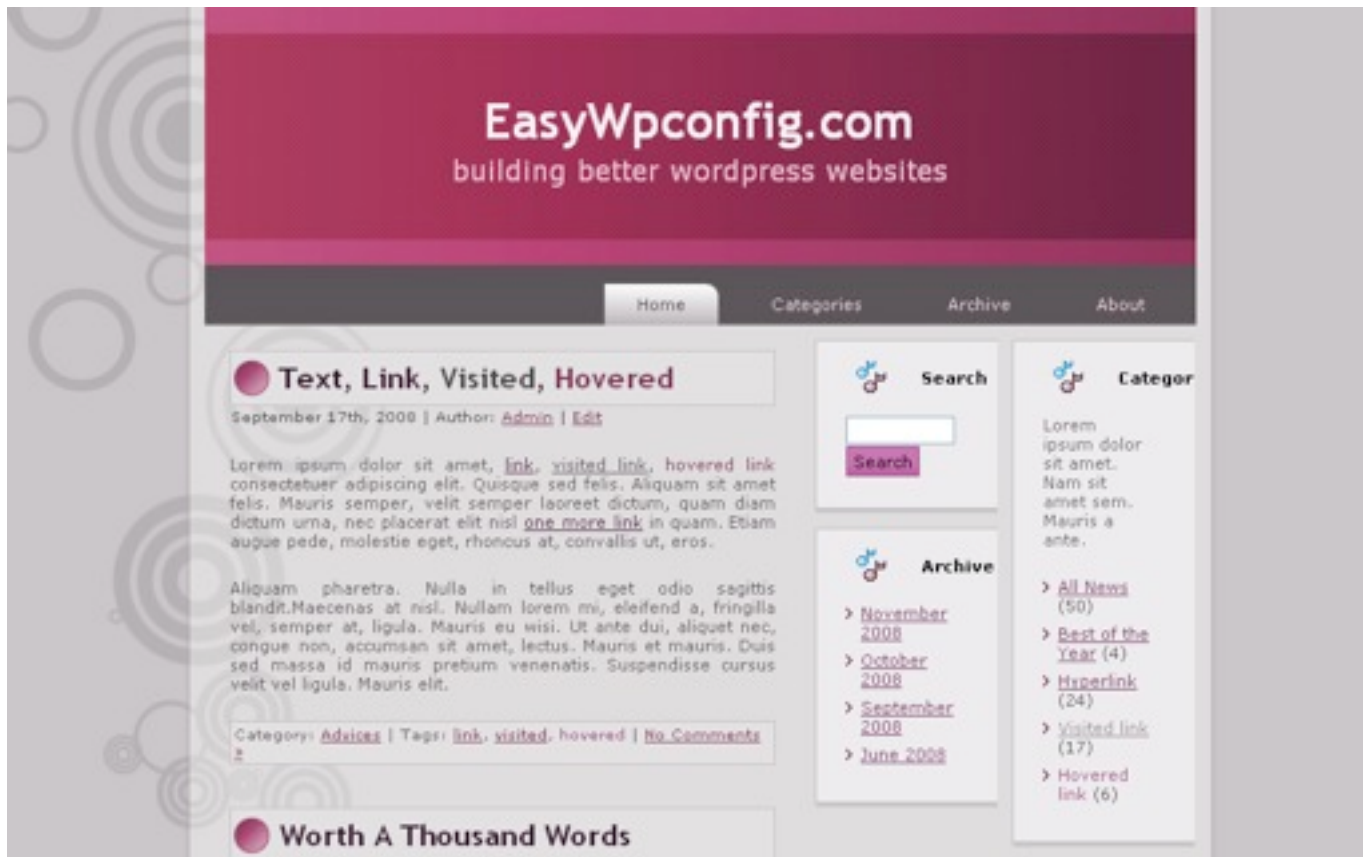 EasyWpconfig.com
building better wordpress websites
Home Categories Archive About
Text, Link, Visited, Hovered
September 17th, 2008 | Author: Admin | Edit
Lorem ipsum dolor sit amet, link, visited link, hovered link
consectetuer adipiscing elit. Quisque sed felis. Aliquam sit amet
felis. Mauris semper, velit semper laoreet dictum, quam diam
dictum urna, nec placerat elit nisl one more link in quam. Etiam
augue pede, molestie eget, rhoncus at, convallis ut, eros.
Aliquam pharetra. Nulla in tellus eget odio sagittis
blandit.Maecenas at nisl. Nullam lorem mi, eleifend a, fringilla
vel, semper at, ligula. Mauris eu wisi. Ut ante dui, aliquet nec,
congue non, accumsan sit amet, lectus. Mauris et mauris. Duis
sed massa id mauris pretium venenatis. Suspendisse cursus
velit vel ligula. Mauris elit.
Category: Advices | Tags: link, visited, hovered | No Comments
»
Worth A Thousand Words
Search
Search
Archive
> November
2008
> October
2008
> September
2008
> June 2008
Categor
Lorem
ipsum dolor
sit amet.
Nam sit
amet sem.
Mauris a
ante.
> All News
(50)
> Best of the
Year (4)
> Hyperlink
(24)
> Visited link
(17)
> Hovered
link (6)